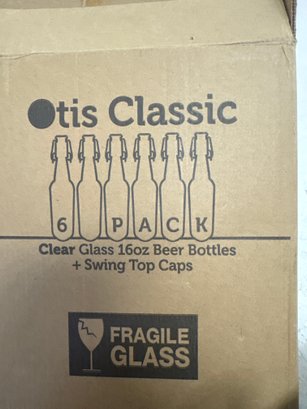 Otis Classic
6 PACK
Clear Glass 16oz Beer Bottles
+ Swing Top Caps
FRAGILE
GLASS